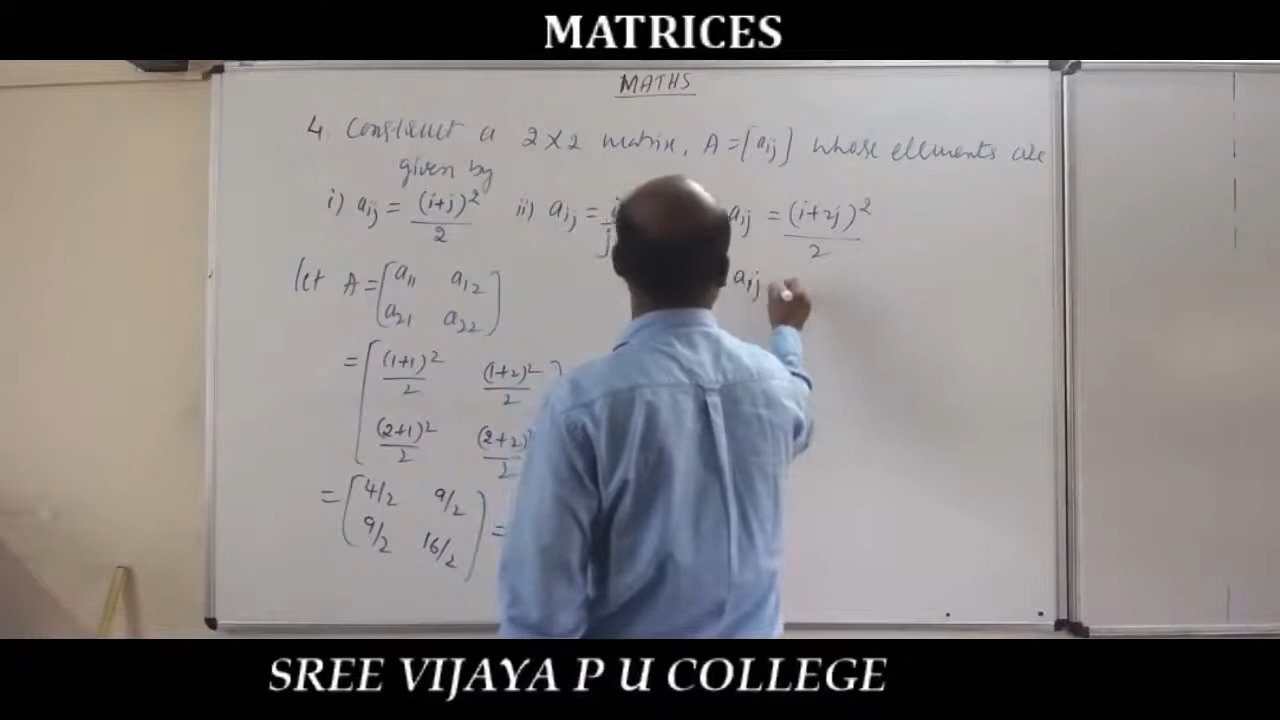 MATRICES
MATHS
4. Construct a 2×2 matrix, A=[aij] whose elements are
given by
i) aij = (i+j)²/2 ii) aij = aij = (i+2j)²/2
Let A = [a11 a12
a21 a22]
aij
= [(1+1)²/2 (1+2)²/2]
(2+1)²/2 (2+2)/2
= [4/2 9/2
9/2 16/2] =
SREE VIJAYA P U COLLEGE